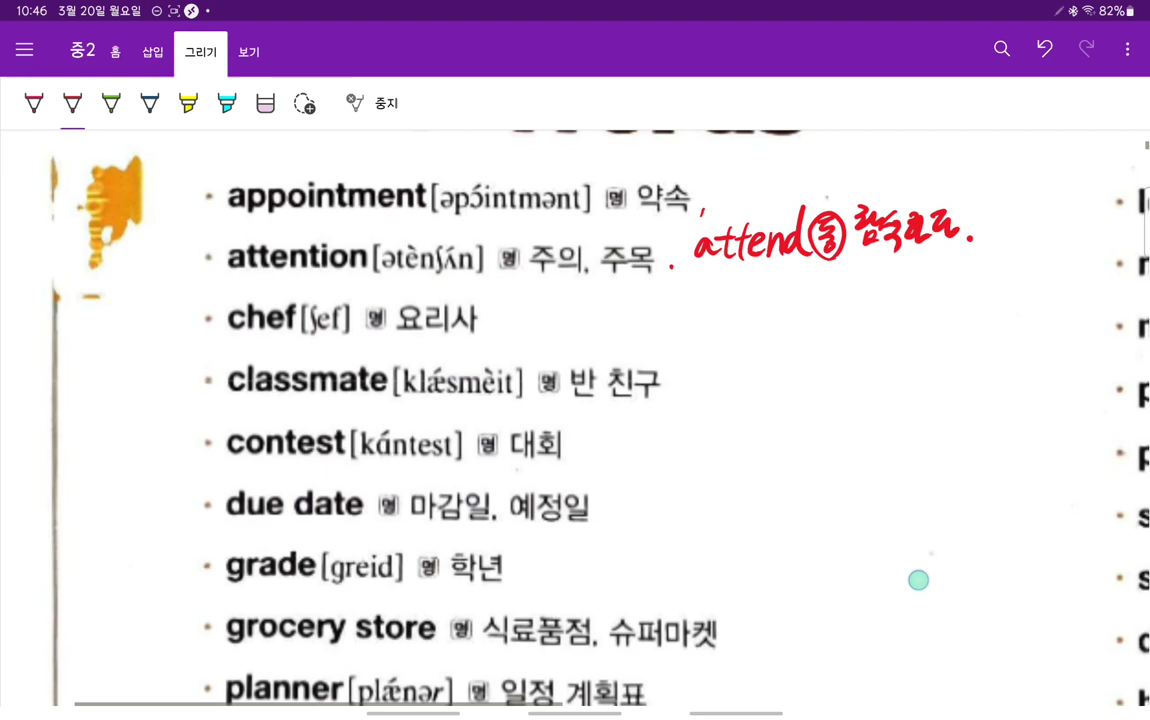 10:46 3월 20일 월요일 82%
중2 홈 삽입 그리기 보기
중지
appointment[əpɔ́intmənt] 명 약속
attention[ətènʃʌ́n] 명 주의, 주목
attend 동 참석하다.
chef[ʃef] 명 요리사
classmate[klǽsmèit] 명 반 친구
contest[kάntest] 명 대회
due date 명 마감일, 예정일
grade[greid] 명 학년
grocery store 명 식료품점, 슈퍼마켓
planner[plǽnər] 명 일정 계획표